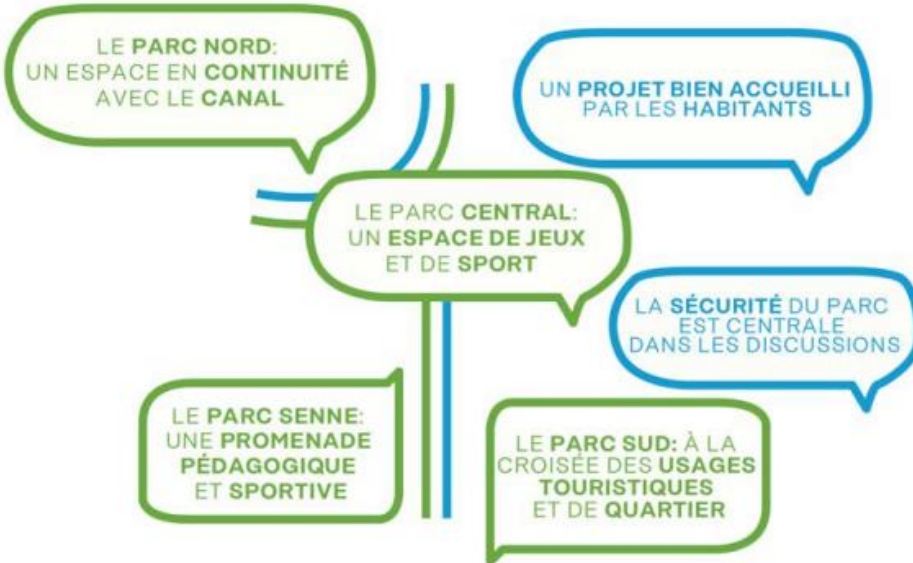 LE PARC NORD:
UN ESPACE EN CONTINUITÉ
AVEC LE CANAL
UN PROJET BIEN ACCUEILLI
PAR LES HABITANTS
LE PARC CENTRAL:
UN ESPACE DE JEUX
ET DE SPORT
LA SÉCURITÉ DU PARC
EST CENTRALE
DANS LES DISCUSSIONS
LE PARC SENNE:
UNE PROMENADE
PÉDAGOGIQUE
ET SPORTIVE
LE PARC SUD: À LA
CROISÉE DES USAGES
TOURISTIQUES
ET DE QUARTIER